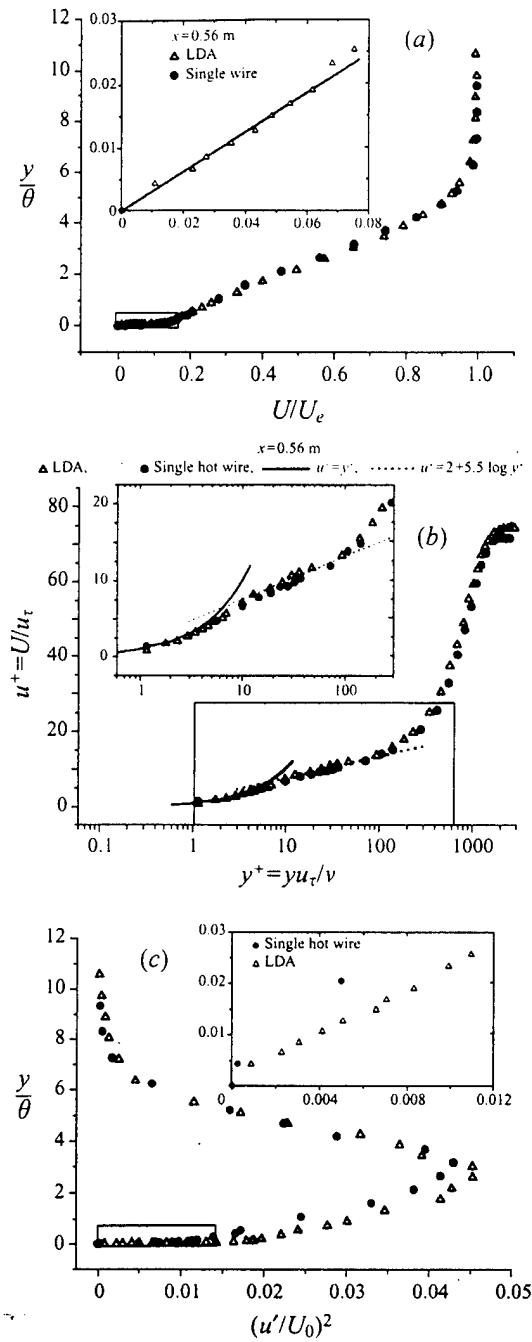 (a)
x=0.56 m
△ LDA
● Single wire
0.03
0.02
0.01
0
0 0.02 0.04 0.06 0.08
y/θ
12
10
8
6
4
2
0
0 0.2 0.4 0.6 0.8 1.0
U/Ue
x=0.56 m
△ LDA, ● Single hot wire, u⁺=y⁺, u⁺=2+5.5 log y⁺
(b)
20
10
0
1 10 100
u⁺=U/uτ
80
60
40
20
0
0.1 1 10 100 1000
y⁺=yuτ/ν
(c)
● Single hot wire
△ LDA
0.03
0.02
0.01
0
0.004 0.008 0.012
y/θ
12
10
8
6
4
2
0
0 0.01 0.02 0.03 0.04 0.05
(u'/U0)²